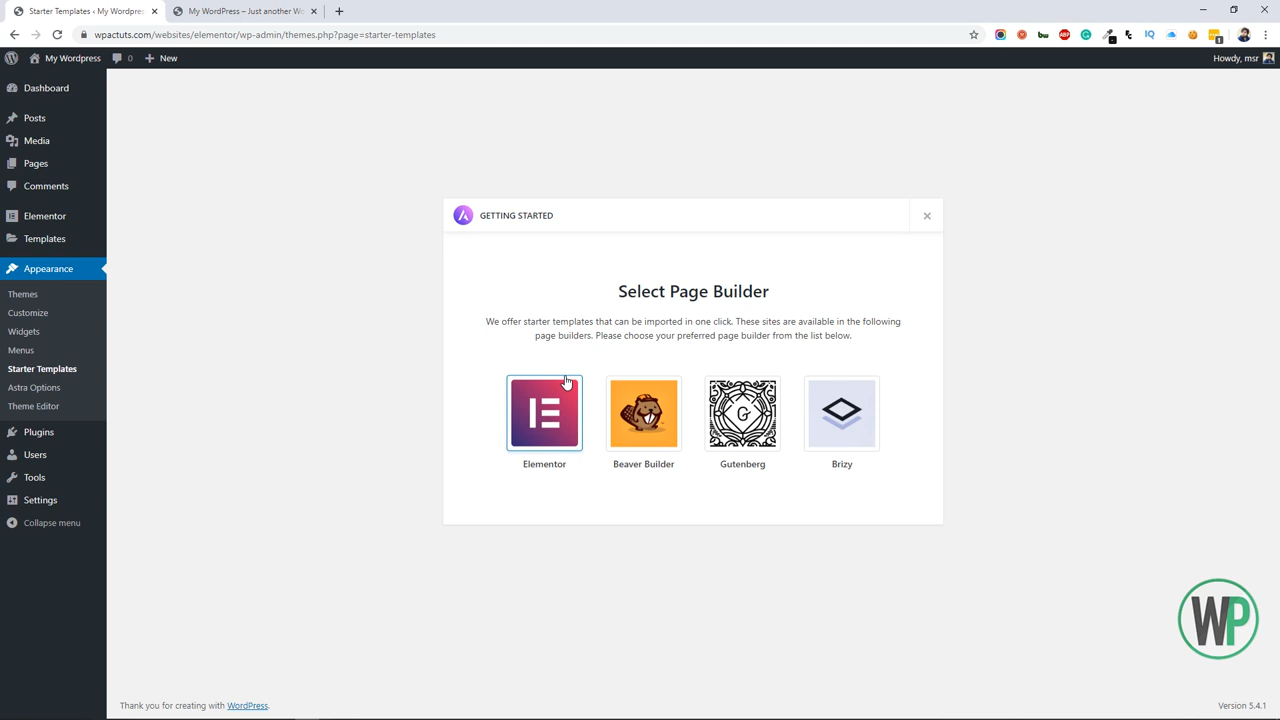 Starter Templates ‹ My Wordpres
My WordPress – Just another Wo
wpactuts.com/websites/elementor/wp-admin/themes.php?page=starter-templates
My WordPress
0
New
Howdy, msr
Dashboard
Posts
Media
Pages
Comments
Elementor
Templates
Appearance
Themes
Customize
Widgets
Menus
Starter Templates
Astra Options
Theme Editor
Plugins
Users
Tools
Settings
Collapse menu
GETTING STARTED
Select Page Builder
We offer starter templates that can be imported in one click. These sites are available in the following
page builders. Please choose your preferred page builder from the list below.
G
Elementor
Beaver Builder
Gutenberg
Brizy
WP
Thank you for creating with WordPress.
Version 5.4.1